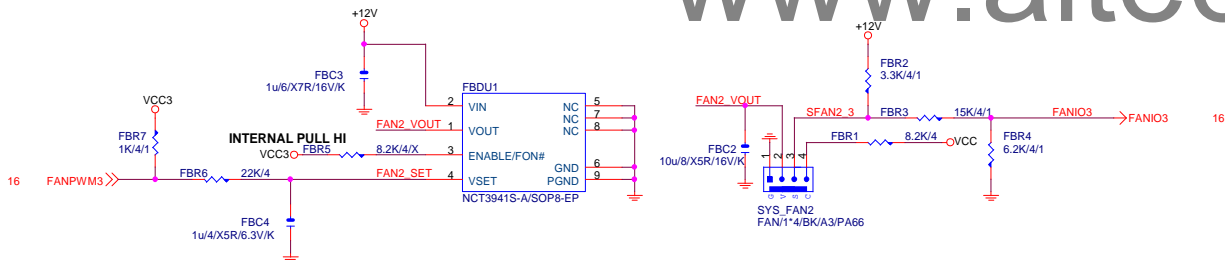 www.aitec
+12V
FBC3
1u/6/X7R/16V/K
VCC3
FBR7
1K/4/1
INTERNAL PULL HI
VCC3
FBR5
8.2K/4/X
16
FANPWM3
FBR6
22K/4
FBC4
1u/4/X5R/6.3V/K
FAN2_VOUT
FAN2_SET
FBDU1
2
VIN
1
VOUT
3
ENABLE/FON#
4
VSET
NC
5
NC
7
NC
8
GND
6
PGND
9
NCT3941S-A/SOP8-EP
+12V
FBR2
3.3K/4/1
FAN2_VOUT
SFAN2_3
FBR3
15K/4/1
FANIO3
FANIO3
16
FBR1
8.2K/4
VCC
FBR4
6.2K/4/1
FBC2
10u/8/X5R/16V/K
1
2
3
4
G
V
S
C
SYS_FAN2
FAN/1*4/BK/A3/PA66